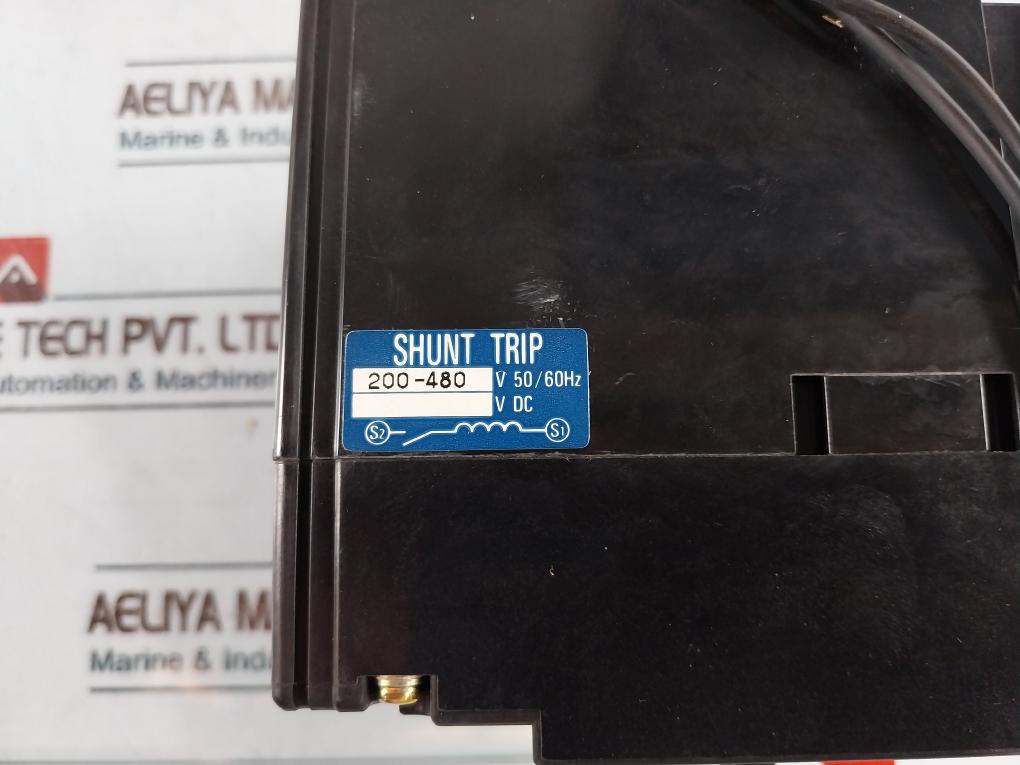 AELIYA MA
Marine & Indu
E TECH PVT. LTD
utomation & Machiner
SHUNT TRIP
200-480 V 50/60Hz
V DC
S2 S1
AELIYA M
Marine & Indu